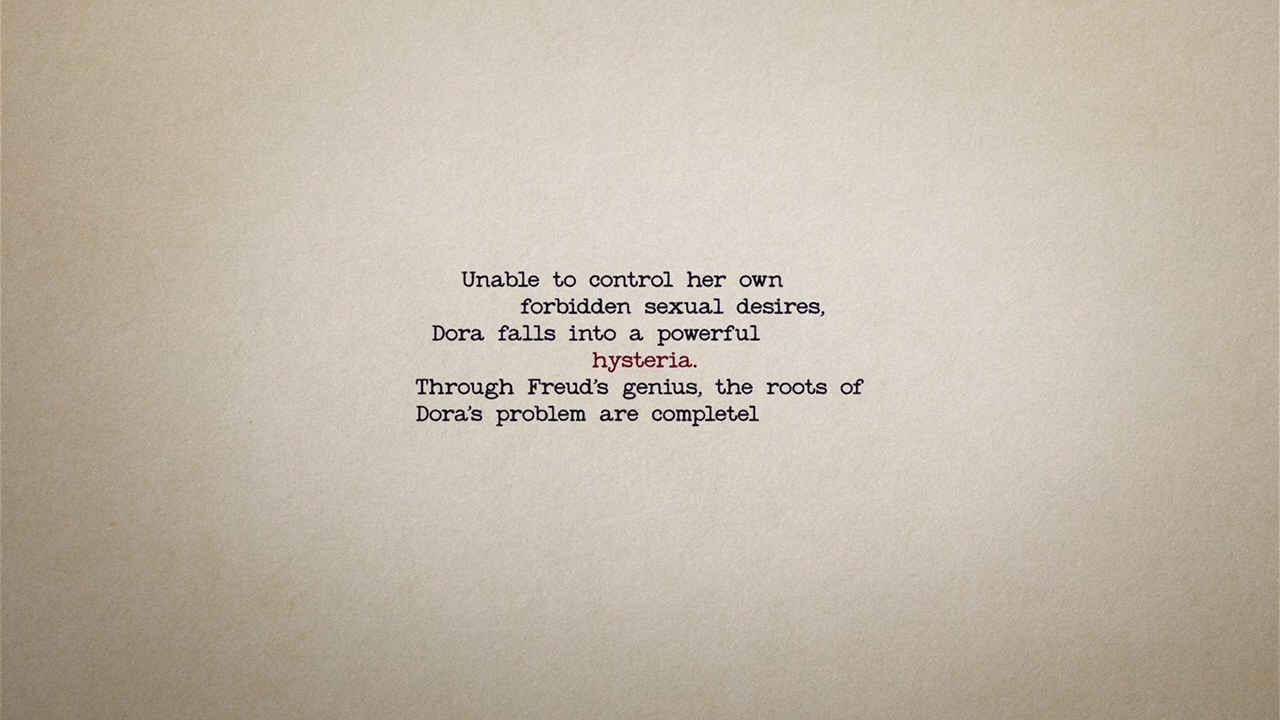 Unable to control her own
forbidden sexual desires,
Dora falls into a powerful
hysteria.
Through Freud’s genius, the roots of
Dora’s problem are completel